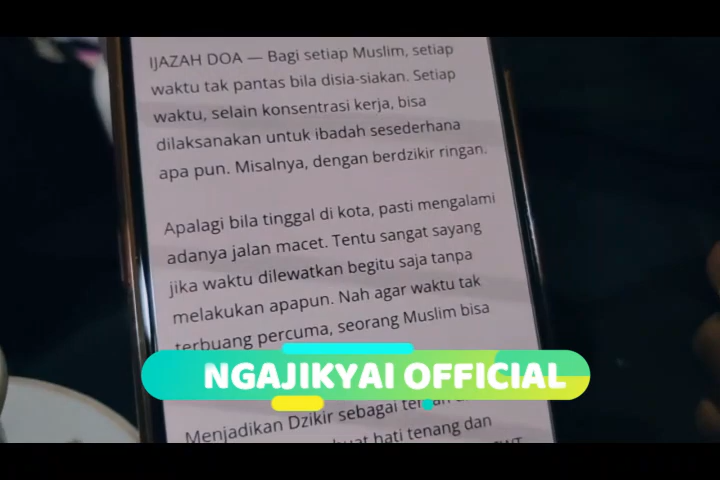 IJAZAH DOA — Bagi setiap Muslim, setiap
waktu tak pantas bila disia-siakan. Setiap
waktu, selain konsentrasi kerja, bisa
dilaksanakan untuk ibadah sesederhana
apa pun. Misalnya, dengan berdzikir ringan.
Apalagi bila tinggal di kota, pasti mengalami
adanya jalan macet. Tentu sangat sayang
jika waktu dilewatkan begitu saja tanpa
melakukan apapun. Nah agar waktu tak
terbuang percuma, seorang Muslim bisa
NGAJIKYAI OFFICIAL
Menjadikan Dzikir sebagai
hati tenang dan